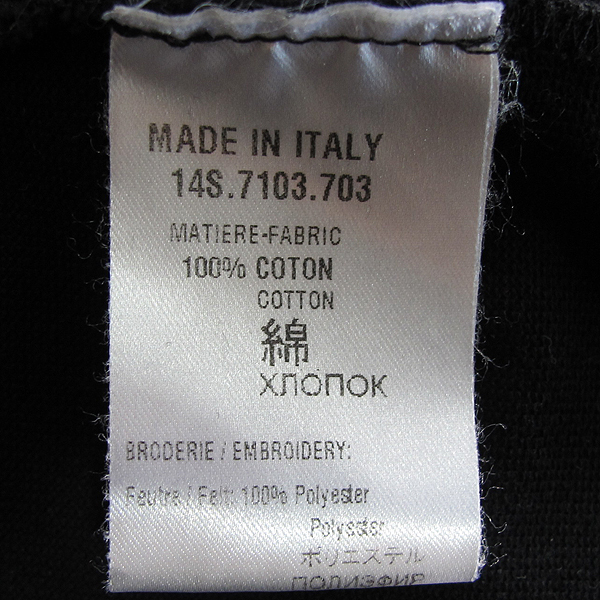 MADE IN ITALY
14S.7103.703
MATIERE-FABRIC
100% COTON
COTTON
綿
ХЛОПОК
BRODERIE / EMBROIDERY:
Feutre / Felt: 100% Polyester
Polyester
ポリエステル
ПОЛИЭФИР